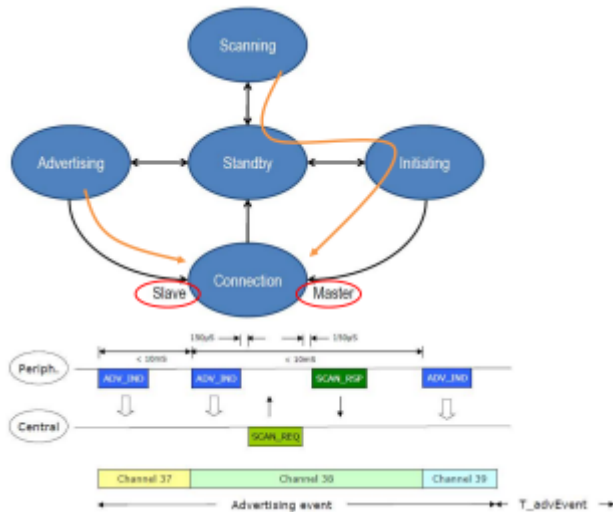 Scanning
Advertising
Standby
Initiating
Connection
Slave
Master
150µS
150µS
< 10mS
< 10mS
Periph.
ADV_IND
ADV_IND
SCAN_RSP
ADV_IND
Central
SCAN_REQ
Channel 37
Channel 38
Channel 39
Advertising event
T_advEvent